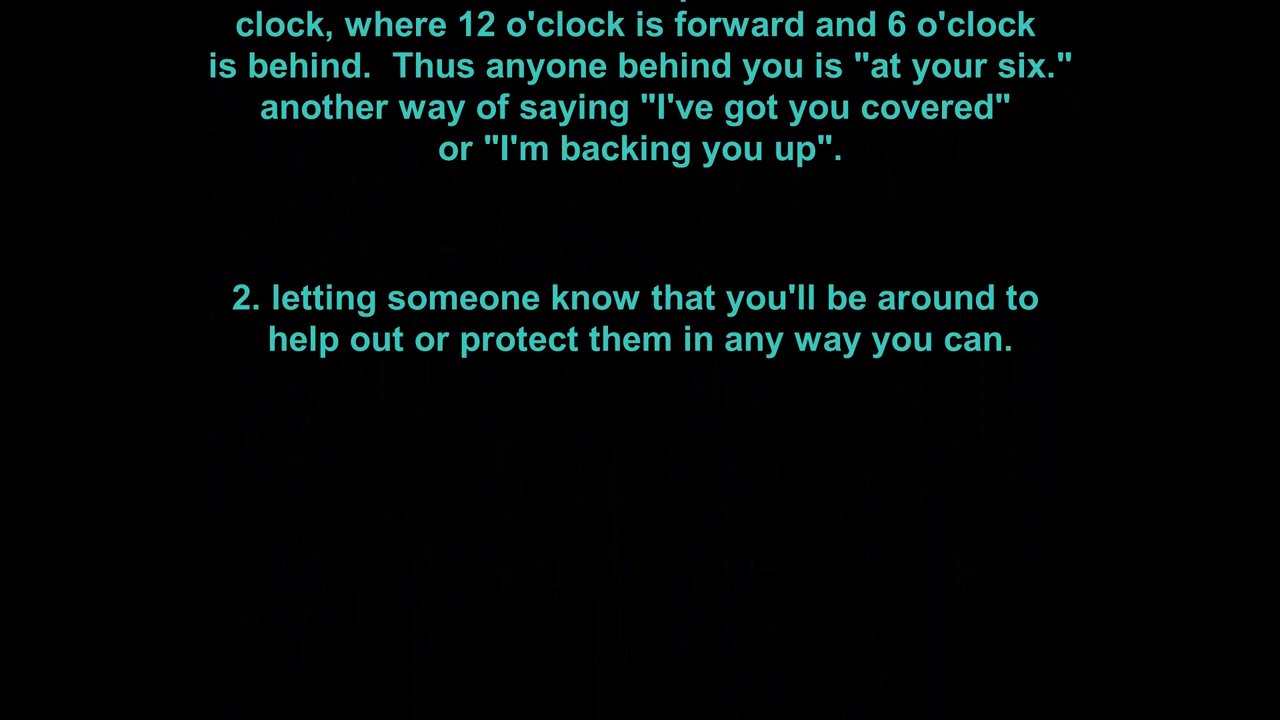 clock, where 12 o'clock is forward and 6 o'clock
is behind.  Thus anyone behind you is "at your six."
another way of saying "I've got you covered"
or "I'm backing you up".
2. letting someone know that you'll be around to
help out or protect them in any way you can.